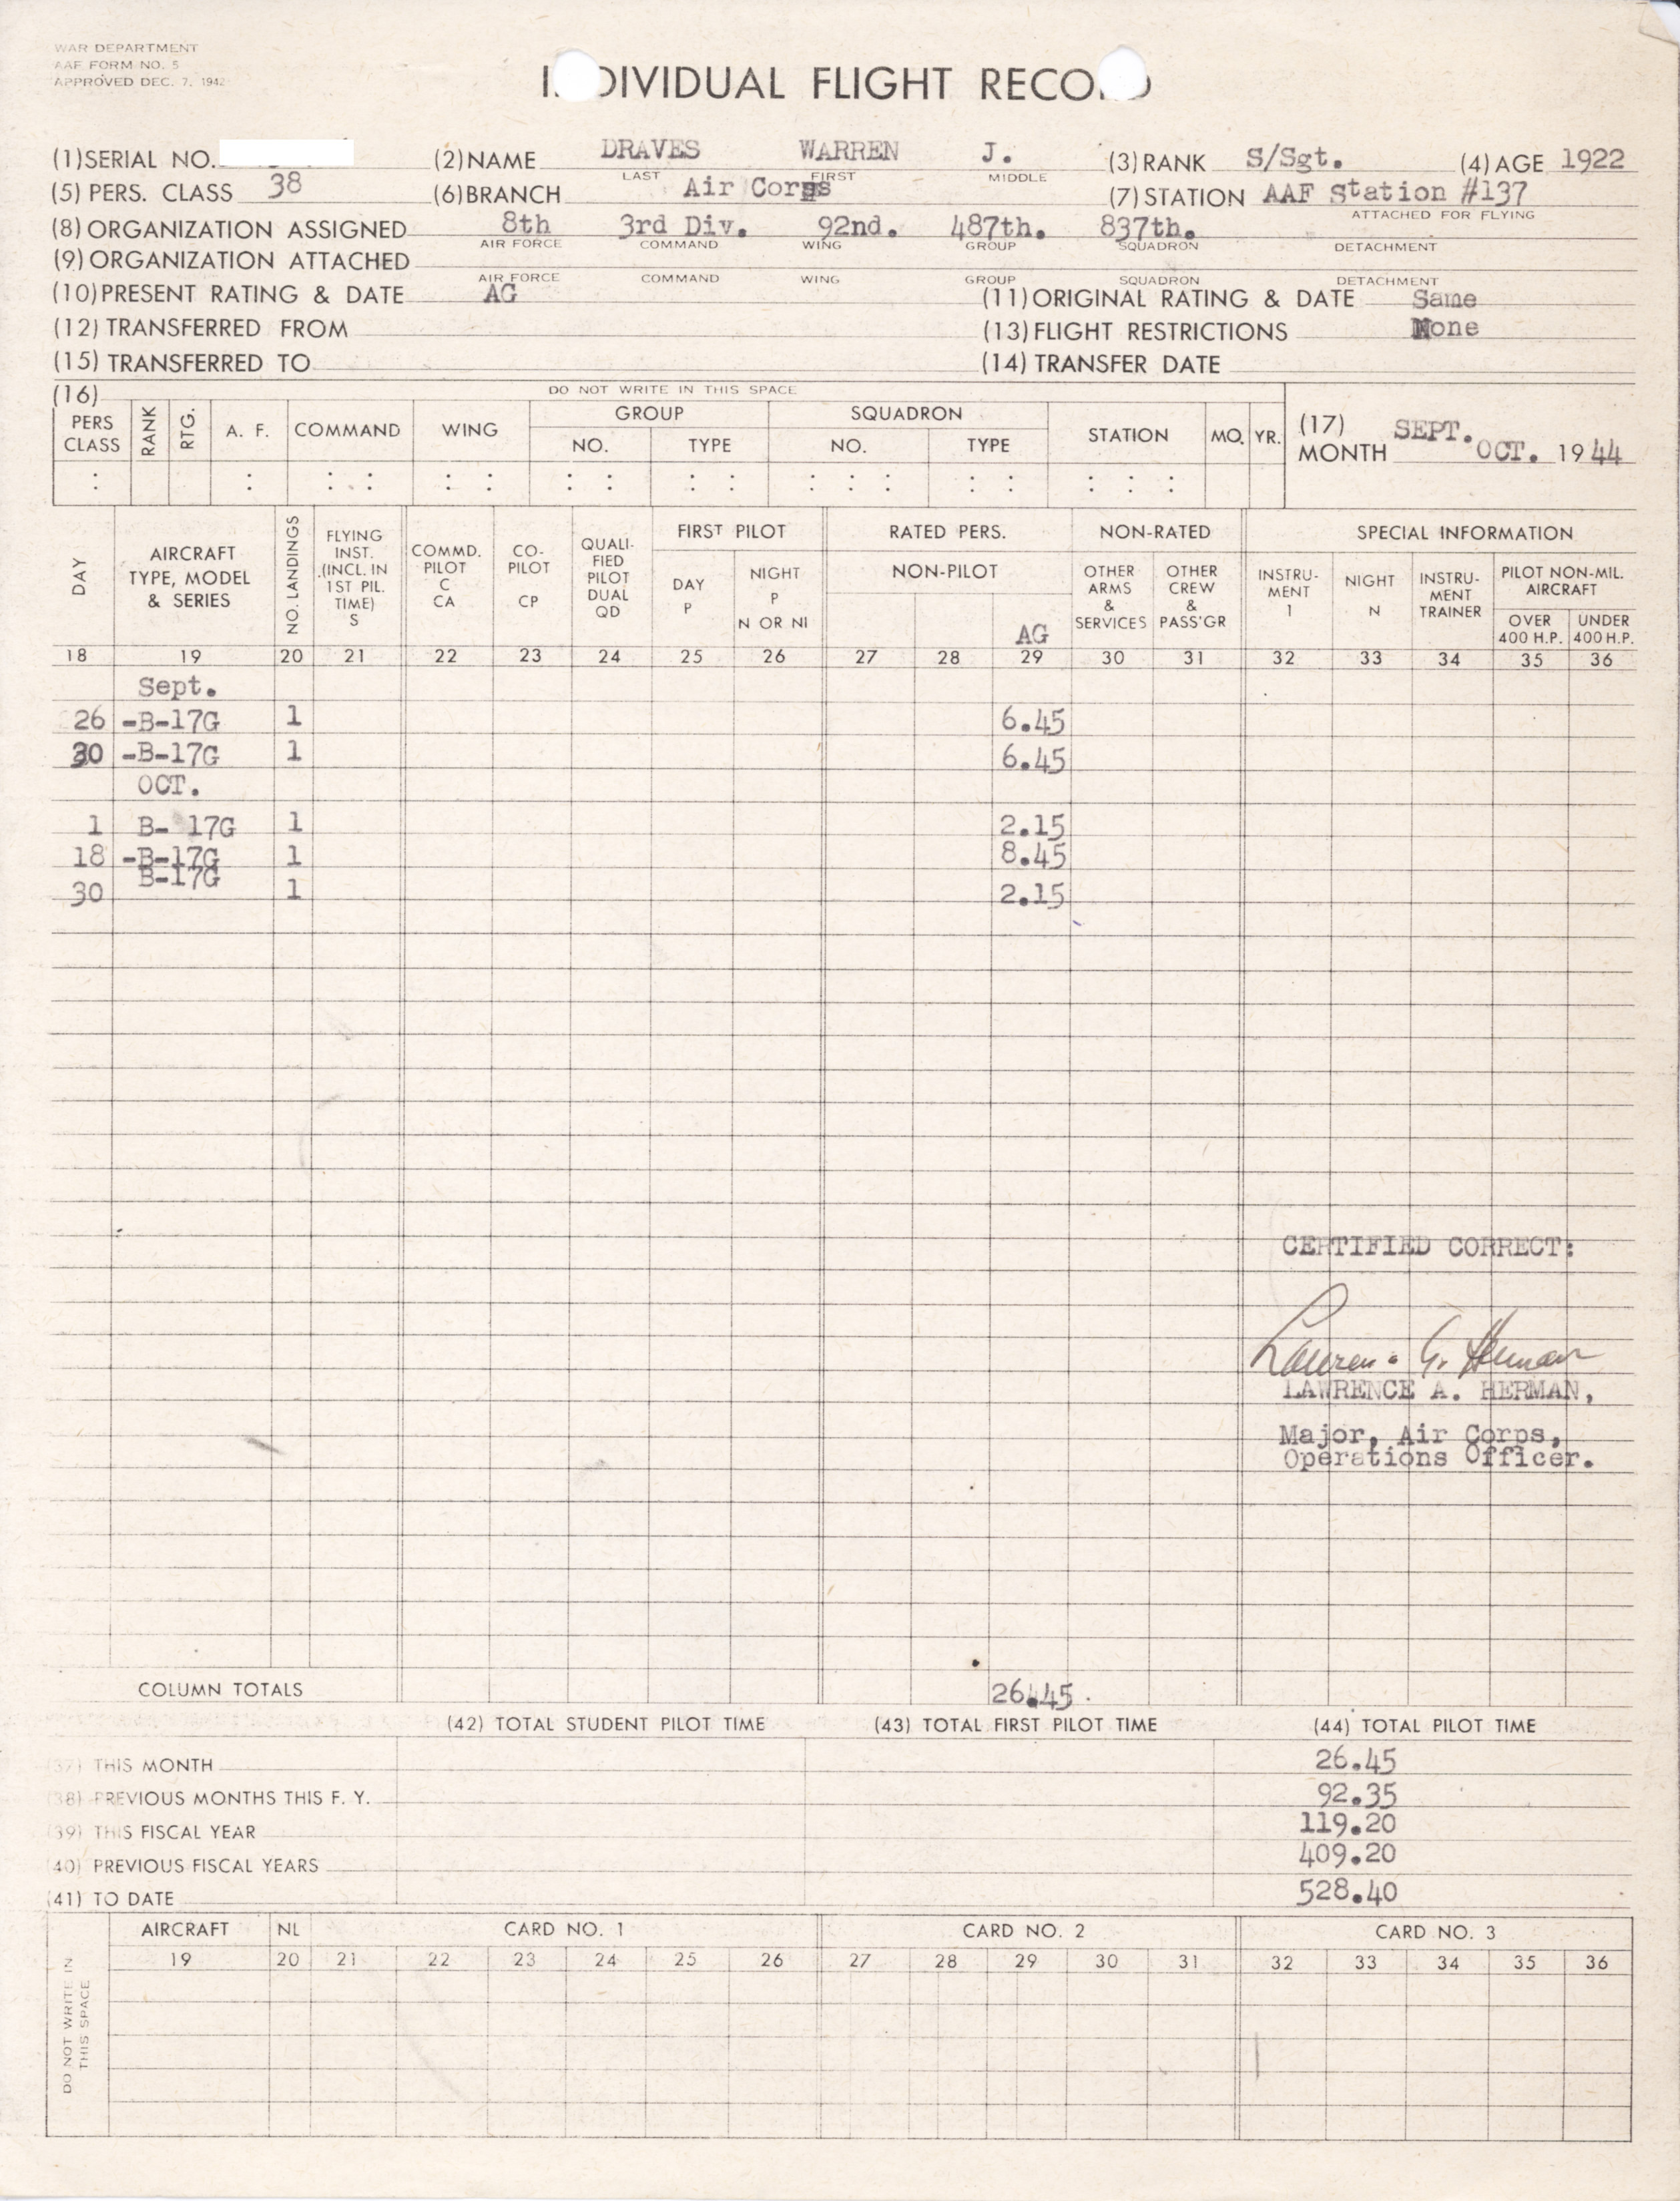 WAR DEPARTMENT
AAF FORM NO. 5
APPROVED DEC. 7, 1942
INDIVIDUAL FLIGHT RECORD
(1) SERIAL NO. (2) NAME DRAVES WARREN J. (3) RANK S/Sgt. (4) AGE 1922
LAST FIRST MIDDLE
(5) PERS. CLASS 38 (6) BRANCH Air Corps (7) STATION AAF Station #137
ATTACHED FOR FLYING
(8) ORGANIZATION ASSIGNED 8th 3rd Div. 92nd. 487th. 837th.
AIR FORCE COMMAND WING GROUP SQUADRON DETACHMENT
(9) ORGANIZATION ATTACHED
AIR FORCE COMMAND WING GROUP SQUADRON DETACHMENT
(10) PRESENT RATING & DATE AG (11) ORIGINAL RATING & DATE Same
(12) TRANSFERRED FROM (13) FLIGHT RESTRICTIONS None
(15) TRANSFERRED TO (14) TRANSFER DATE
(16) DO NOT WRITE IN THIS SPACE
PERS CLASS RANK RTG. A. F. COMMAND WING GROUP NO. TYPE SQUADRON NO. TYPE STATION MO. YR. (17) MONTH SEPT. OCT. 1944
DAY AIRCRAFT TYPE, MODEL & SERIES NO. LANDINGS FLYING INST. (INCL. IN 1ST PIL. TIME) S COMMD. PILOT C CA CO-PILOT CP QUALI-FIED PILOT DUAL QD FIRST PILOT DAY P NIGHT P N OR NI RATED PERS. NON-PILOT AG NON-RATED OTHER ARMS & SERVICES OTHER CREW & PASS'GR SPECIAL INFORMATION INSTRU-MENT I NIGHT N INSTRU-MENT TRAINER PILOT NON-MIL. AIRCRAFT OVER 400 H.P. UNDER 400 H.P.
18 19 20 21 22 23 24 25 26 27 28 29 30 31 32 33 34 35 36
Sept.
26 -B-17G 1 6.45
30 -B-17G 1 6.45
OCT.
1 B- 17G 1 2.15
18 -B-17G 1 8.45
30 B-17G 1 2.15
CERTIFIED CORRECT:
Lawrence A. Herman
LAWRENCE A. HERMAN,
Major, Air Corps,
Operations Officer.
COLUMN TOTALS 26.45
(42) TOTAL STUDENT PILOT TIME (43) TOTAL FIRST PILOT TIME (44) TOTAL PILOT TIME
(37) THIS MONTH 26.45
(38) PREVIOUS MONTHS THIS F. Y. 92.35
(39) THIS FISCAL YEAR 119.20
(40) PREVIOUS FISCAL YEARS 409.20
(41) TO DATE 528.40
DO NOT WRITE IN THIS SPACE
AIRCRAFT NL CARD NO. 1 CARD NO. 2 CARD NO. 3
19 20 21 22 23 24 25 26 27 28 29 30 31 32 33 34 35 36